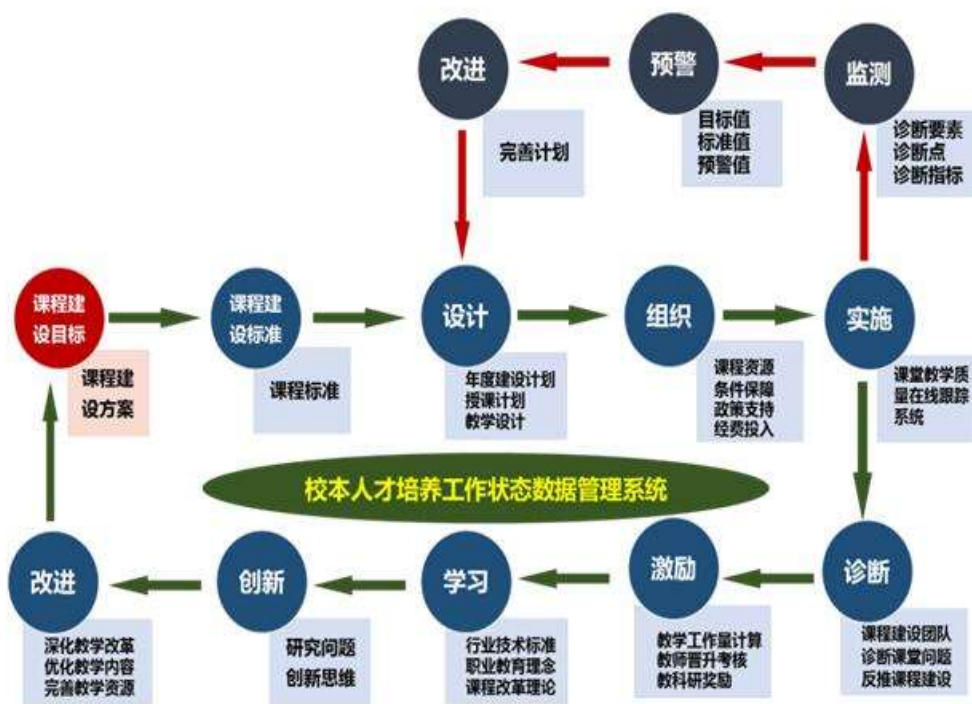 改进
预警
监测
完善计划
目标值
标准值
预警值
诊断要素
诊断点
诊断指标
课程建
设目标
课程建
设标准
设计
组织
实施
课程建
设方案
课程标准
年度建设计划
授课计划
教学设计
课程资源
条件保障
政策支持
经费投入
课堂教学质
量在线跟踪
系统
校本人才培养工作状态数据管理系统
改进
创新
学习
激励
诊断
深化教学改革
优化教学内容
完善教学资源
研究问题
创新思维
行业技术标准
职业教育理念
课程改革理论
教学工作量计算
教师晋升考核
教科研奖励
课程建设团队
诊断课堂问题
反推课程建设